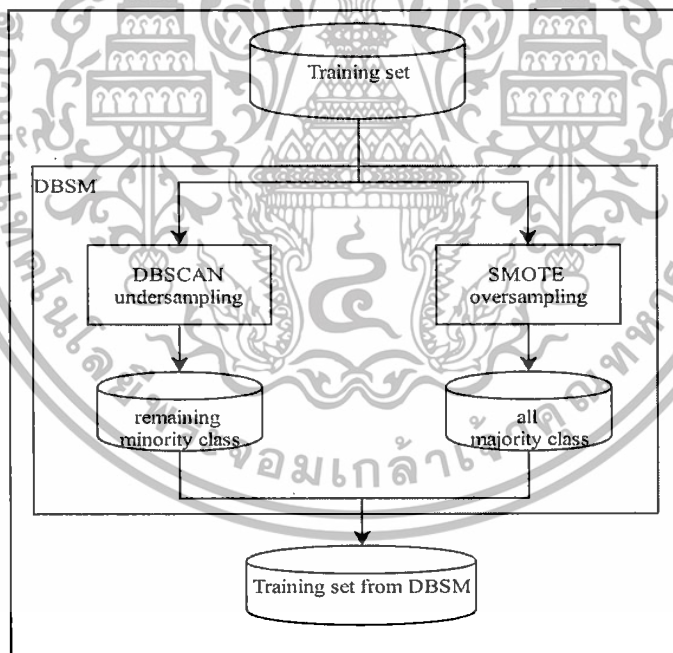 Training set
DBSM
DBSCAN
undersampling
SMOTE
oversampling
remaining
minority class
all
majority class
Training set from DBSM